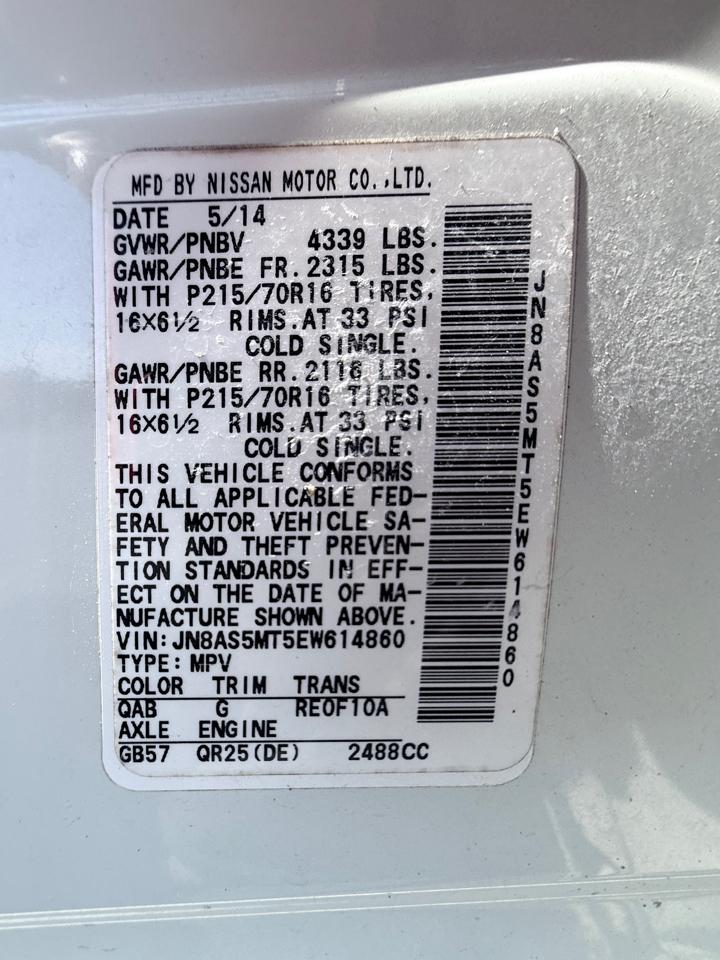 MFD BY NISSAN MOTOR CO.,LTD.
DATE 5/14
GVWR/PNBV 4339 LBS.
GAWR/PNBE FR.2315 LBS.
WITH P215/70R16 TIRES,
16X6½ RIMS.AT 33 PSI
COLD SINGLE.
GAWR/PNBE RR.2116 LBS.
WITH P215/70R16 TIRES,
16X6½ RIMS.AT 33 PSI
COLD SINGLE.
THIS VEHICLE CONFORMS
TO ALL APPLICABLE FED-
ERAL MOTOR VEHICLE SA-
FETY AND THEFT PREVEN-
TION STANDARDS IN EFF-
ECT ON THE DATE OF MA-
NUFACTURE SHOWN ABOVE.
VIN:JN8AS5MT5EW614860
TYPE:MPV
COLOR TRIM TRANS
QAB G RE0F10A
AXLE ENGINE
GB57 QR25(DE) 2488CC
JN8AS5MT5EW614860